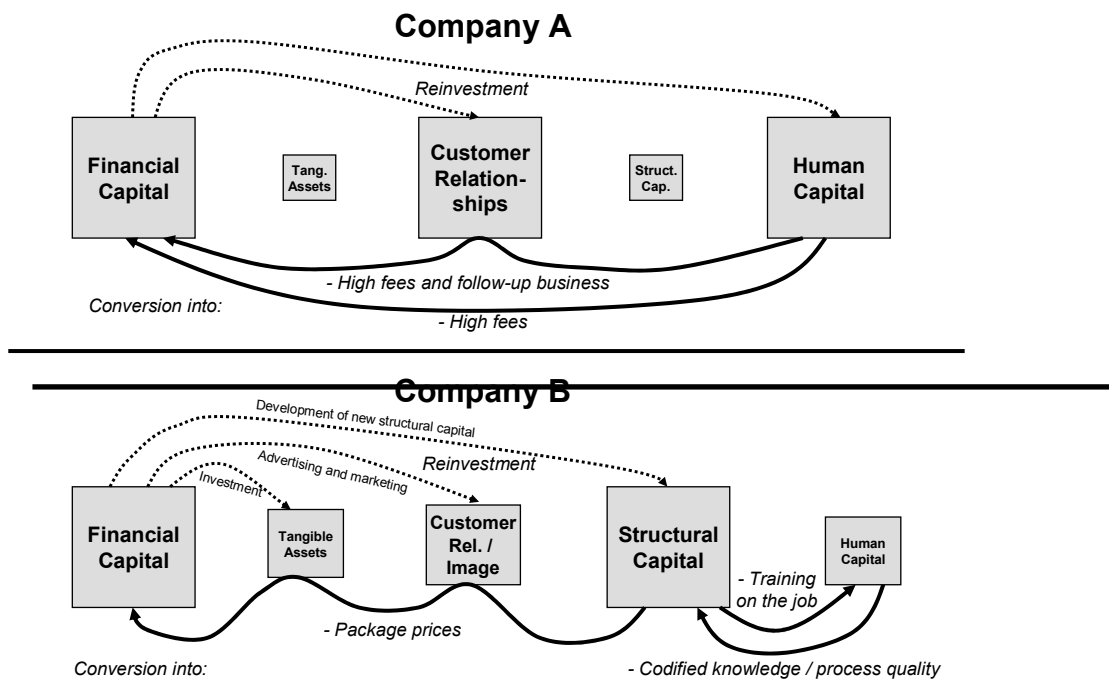 Company A
Reinvestment
Financial
Capital
Tang.
Assets
Customer
Relation-
ships
Struct.
Cap.
Human
Capital
- High fees and follow-up business
Conversion into:
- High fees
Company B
Development of new structural capital
Advertising and marketing
Reinvestment
Investment
Financial
Capital
Tangible
Assets
Customer
Rel. /
Image
Structural
Capital
Human
Capital
- Training
on the job
- Package prices
Conversion into:
- Codified knowledge / process quality